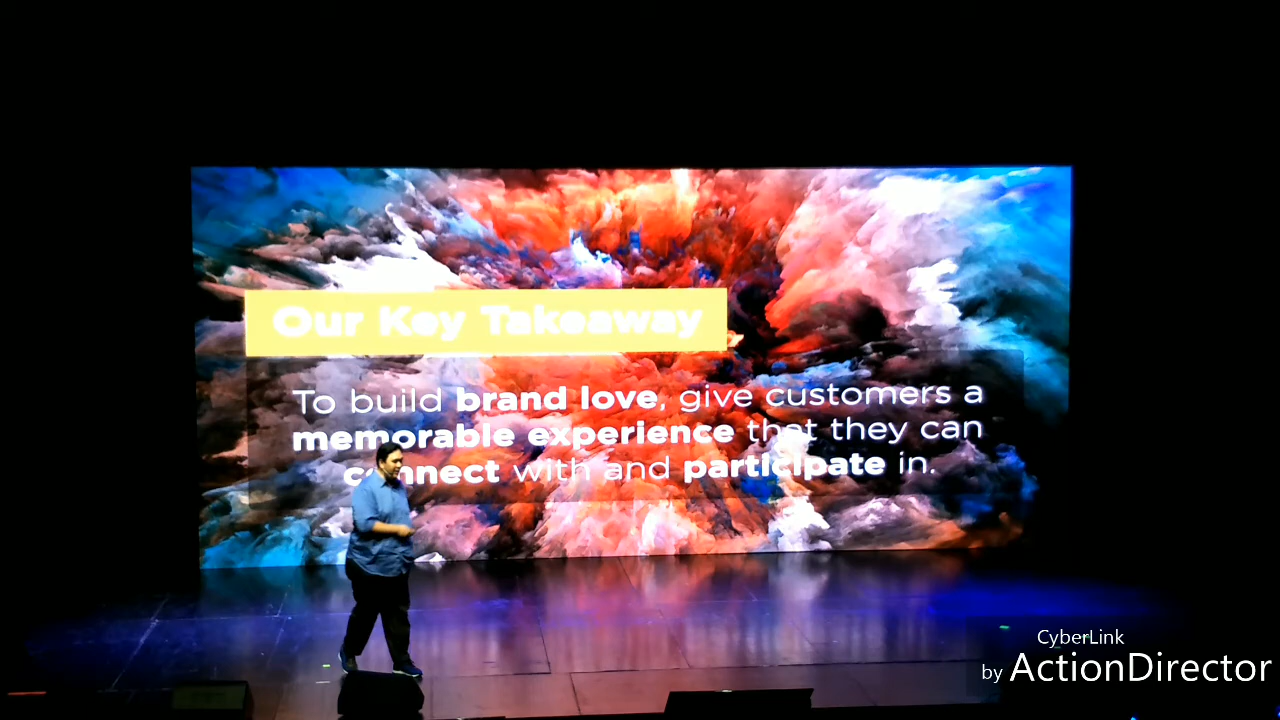 Our Key Takeaway
To build brand love, give customers a
memorable experience that they can
connect with and participate in.
CyberLink
by ActionDirector